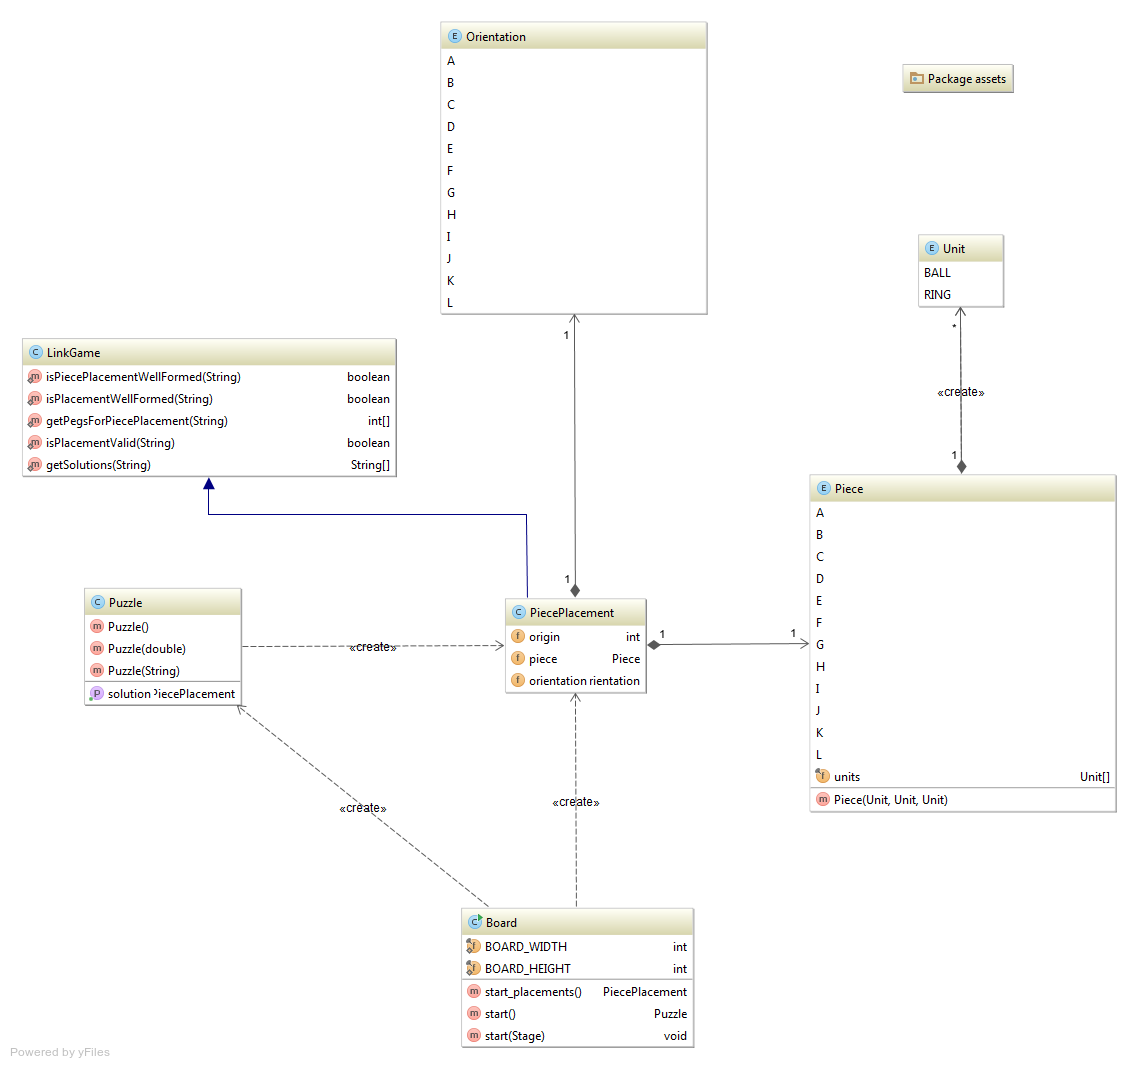 E Orientation
A
B
C
D
E
F
G
H
I
J
K
L
Package assets
E Unit
BALL
RING
1
*
«create»
1
C LinkGame
m isPiecePlacementWellFormed(String) boolean
m isPlacementWellFormed(String) boolean
m getPegsForPiecePlacement(String) int[]
m isPlacementValid(String) boolean
m getSolutions(String) String[]
E Piece
A
B
C
D
E
F
G
H
I
J
K
L
f units Unit[]
m Piece(Unit, Unit, Unit)
1
C PiecePlacement
f origin int
f piece Piece
f orientation rientation
1
1
C Puzzle
m Puzzle()
m Puzzle(double)
m Puzzle(String)
p solution PiecePlacement
«create»
«create»
«create»
C Board
f BOARD_WIDTH int
f BOARD_HEIGHT int
m start_placements() PiecePlacement
m start() Puzzle
m start(Stage) void
Powered by yFiles